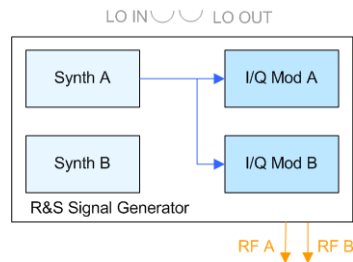 LO IN LO OUT
Synth A I/Q Mod A
Synth B I/Q Mod B
R&S Signal Generator
RF A RF B